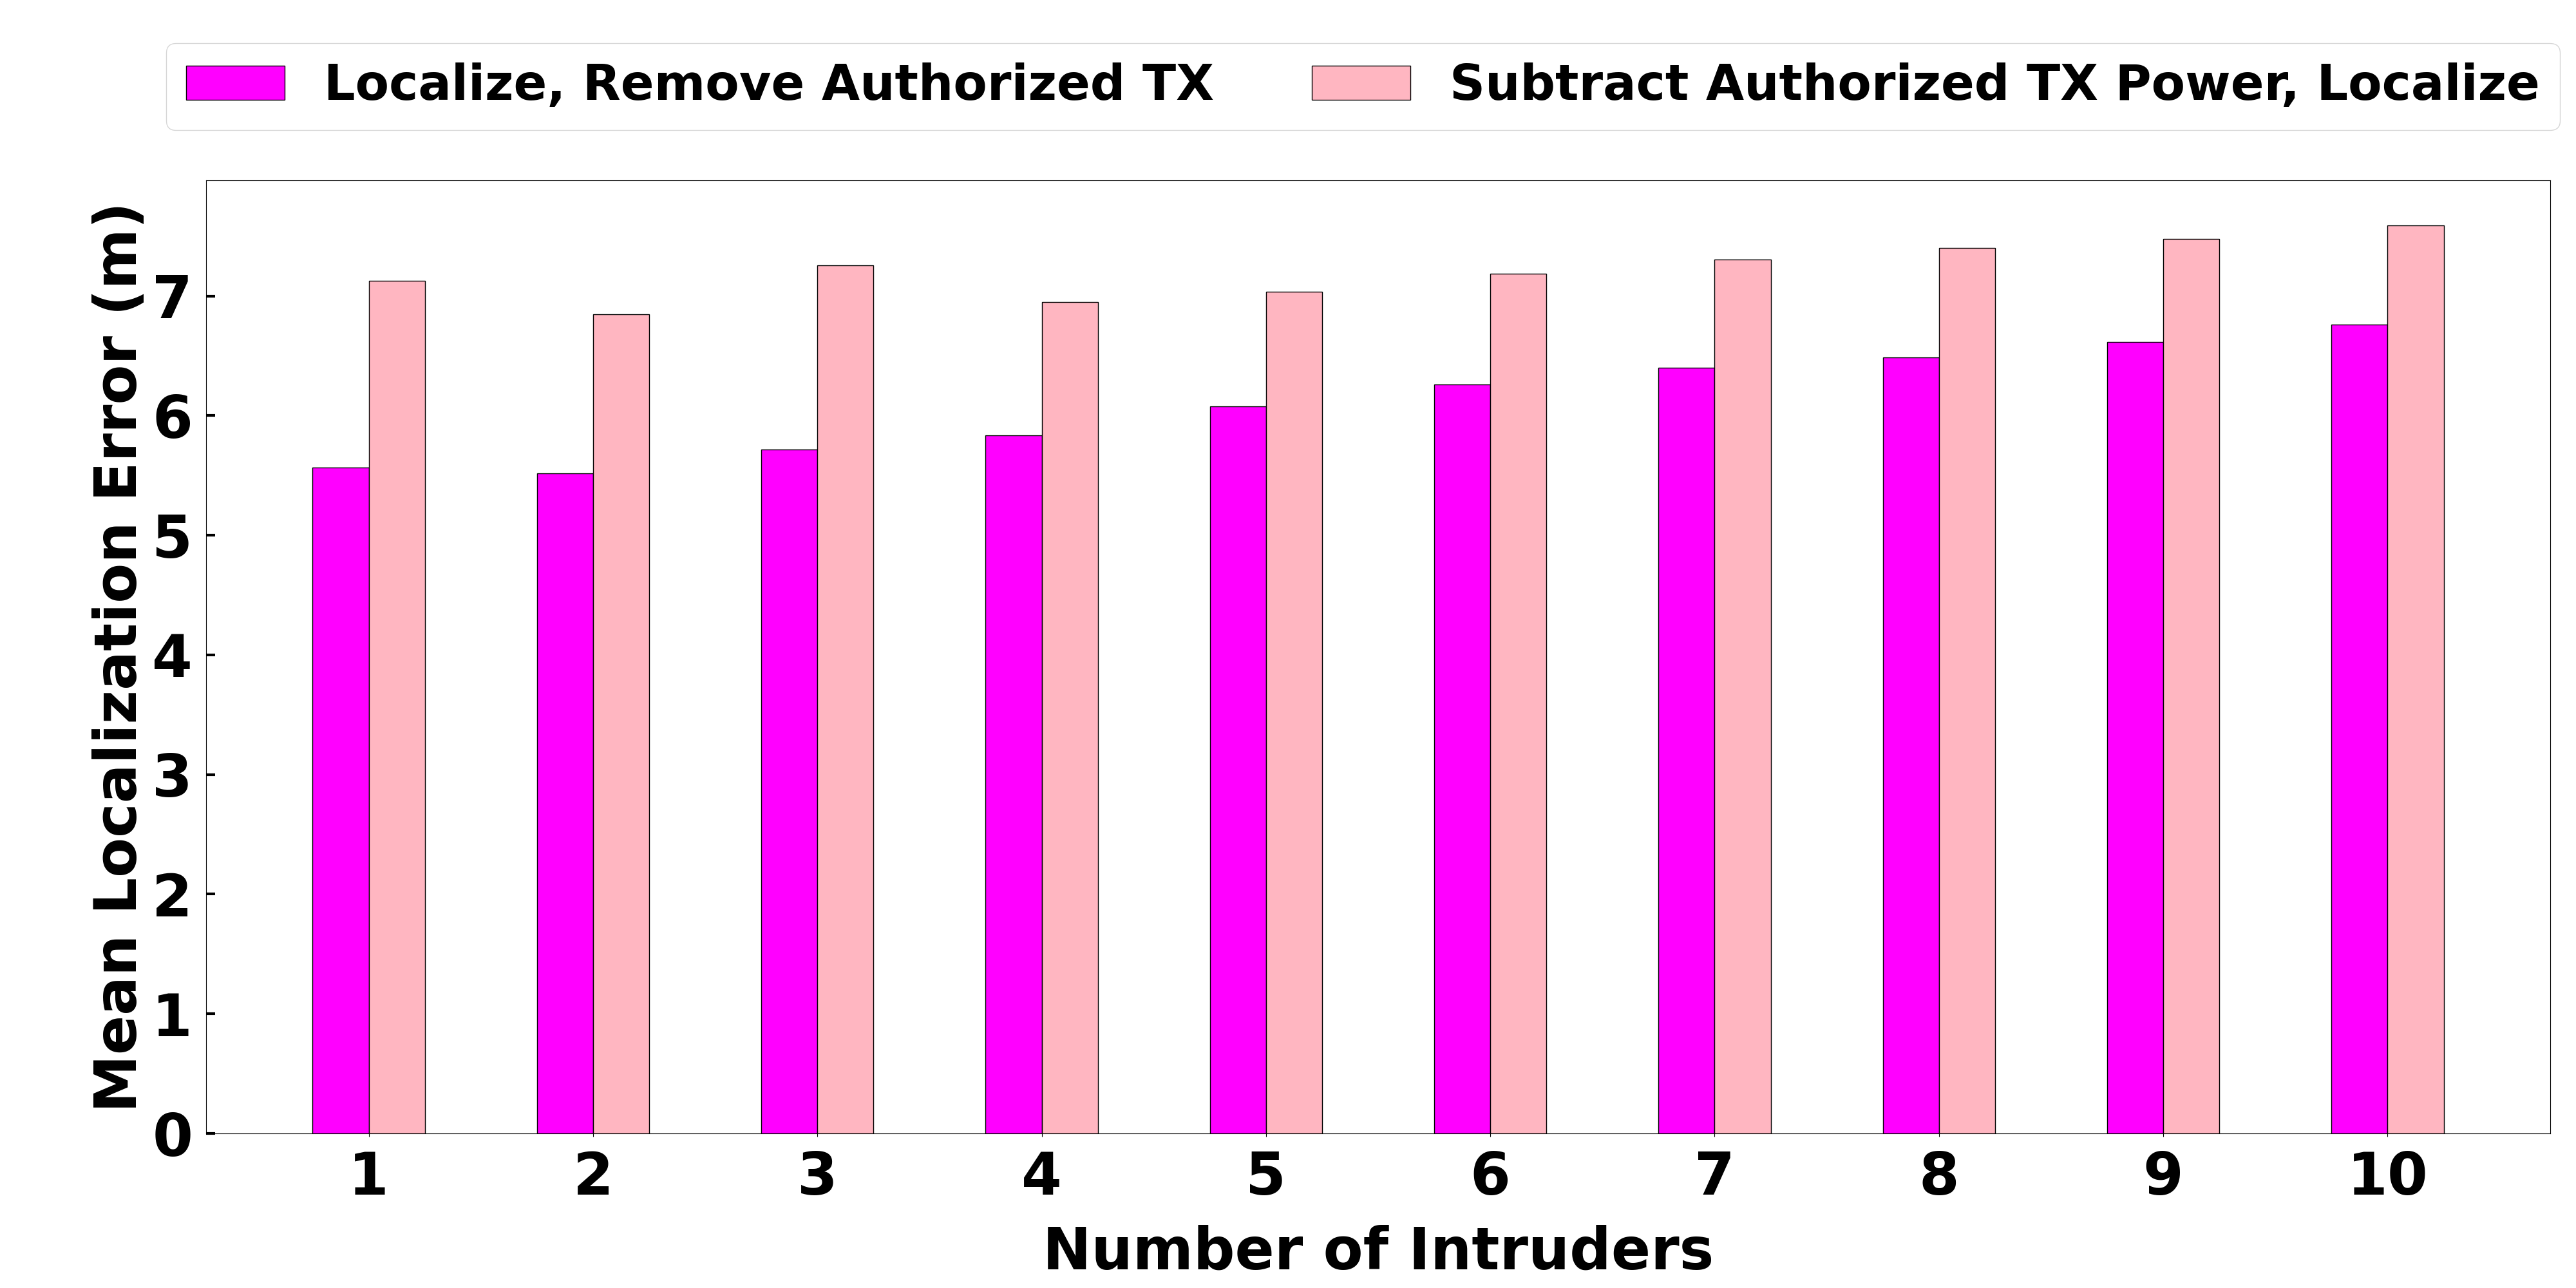 Localize, Remove Authorized TX
Subtract Authorized TX Power, Localize
Mean Localization Error (m)
7
6
5
4
3
2
1
0
1 2 3 4 5 6 7 8 9 10
Number of Intruders